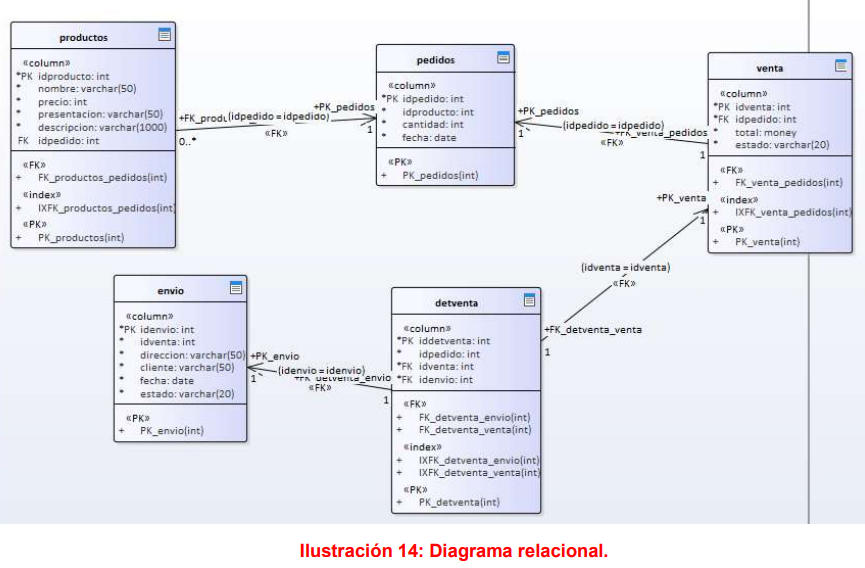 productos
«column»
*PK idproducto: int
* nombre: varchar(50)
* precio: int
* presentacion: varchar(50)
* descripcion: varchar(1000)
FK idpedido: int
«FK»
+ FK_productos_pedidos(int)
«index»
+ IXFK_productos_pedidos(int)
«PK»
+ PK_productos(int)
+FK_produ
(idpedido = idpedido)
+PK_pedidos
0..*
«FK»
1
pedidos
«column»
*PK idpedido: int
* idproducto: int
* cantidad: int
* fecha: date
«PK»
+ PK_pedidos(int)
+PK_pedidos
(idpedido = idpedido)
venta_pedidos
1
«FK»
1
venta
«column»
*PK idventa: int
*FK idpedido: int
* total: money
* estado: varchar(20)
«FK»
+ FK_venta_pedidos(int)
«index»
+ IXFK_venta_pedidos(int)
«PK»
+ PK_venta(int)
+PK_venta
1
(idventa = idventa)
«FK»
+FK_detventa_venta
1
envio
«column»
*PK idenvio: int
* idventa: int
* direccion: varchar(50)
* cliente: varchar(50)
* fecha: date
* estado: varchar(20)
«PK»
+ PK_envio(int)
+PK_envio
(idenvio = idenvio)
+FK_detventa_envio
1
«FK»
1
detventa
«column»
*PK iddetventa: int
* idpedido: int
*FK idventa: int
*FK idenvio: int
«FK»
+ FK_detventa_envio(int)
+ FK_detventa_venta(int)
«index»
+ IXFK_detventa_envio(int)
+ IXFK_detventa_venta(int)
«PK»
+ PK_detventa(int)
Ilustración 14: Diagrama relacional.